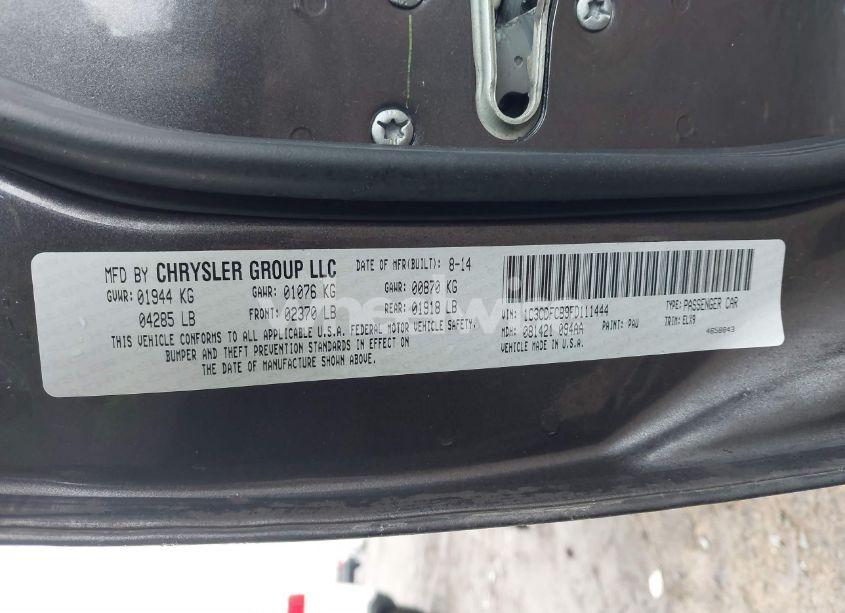 MFD BY CHRYSLER GROUP LLC DATE OF MFR(BUILT): 8-14
GVWR: 01944 KG GAWR: 01076 KG GAWR: 00870 KG
04285 LB FRONT: 02370 LB REAR: 01918 LB
THIS VEHICLE CONFORMS TO ALL APPLICABLE U.S.A. FEDERAL MOTOR VEHICLE SAFETY,
BUMPER AND THEFT PREVENTION STANDARDS IN EFFECT ON
THE DATE OF MANUFACTURE SHOWN ABOVE.
VIN: 1C3CDFCB9FD111444 TYPE: PASSENGER CAR
MDH: 081421 094AA PAINT: PAU TRIM: ELX9
VEHICLE MADE IN U.S.A. 4658843